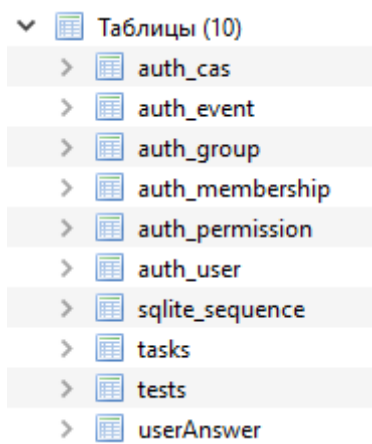 Таблицы (10)
auth_cas
auth_event
auth_group
auth_membership
auth_permission
auth_user
sqlite_sequence
tasks
tests
userAnswer